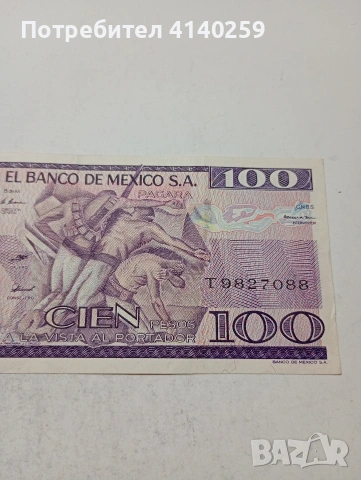 Потребител 4140259
EL BANCO DE MEXICO S.A.
100
PAGARA
T9827088
CIEN PESOS
100
A LA VISTA AL PORTADOR
BANCO DE MEXICO S.A.
BAZAR